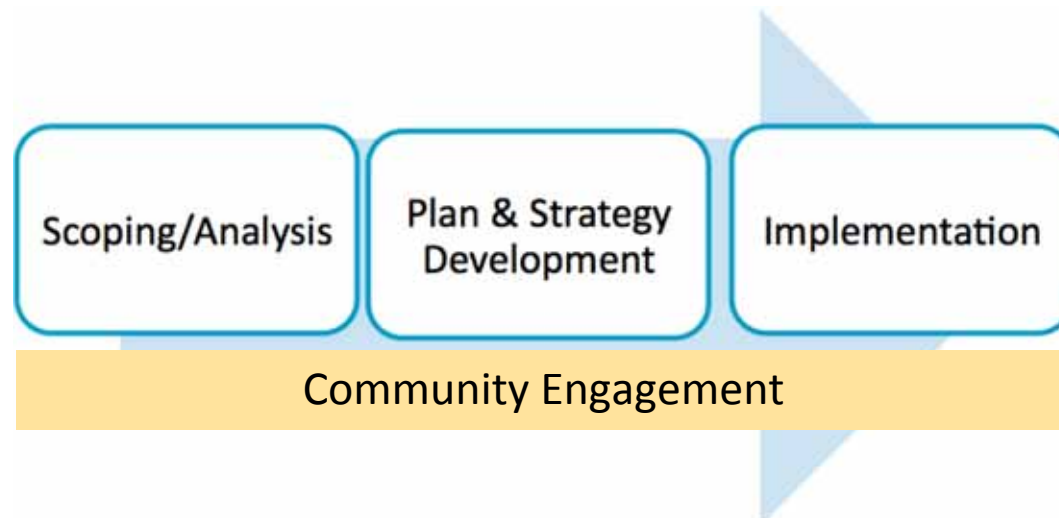 Scoping/Analysis
Plan & Strategy
Development
Implementation
Community Engagement